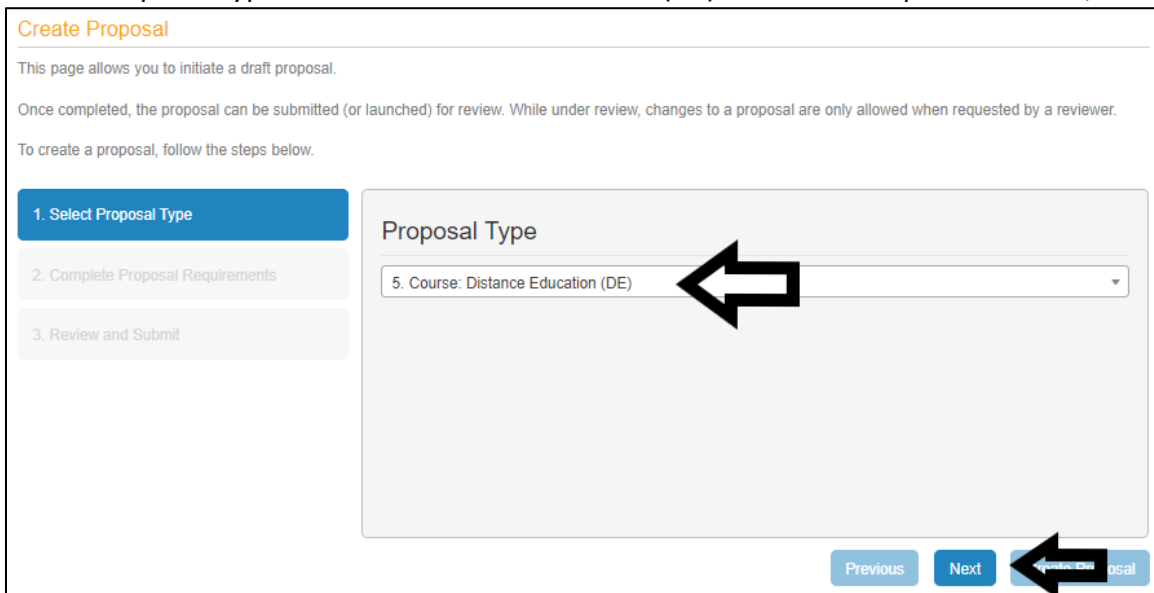 Create Proposal
This page allows you to initiate a draft proposal.
Once completed, the proposal can be submitted (or launched) for review. While under review, changes to a proposal are only allowed when requested by a reviewer.
To create a proposal, follow the steps below.
1. Select Proposal Type
2. Complete Proposal Requirements
3. Review and Submit
Proposal Type
5. Course: Distance Education (DE)
Previous Next